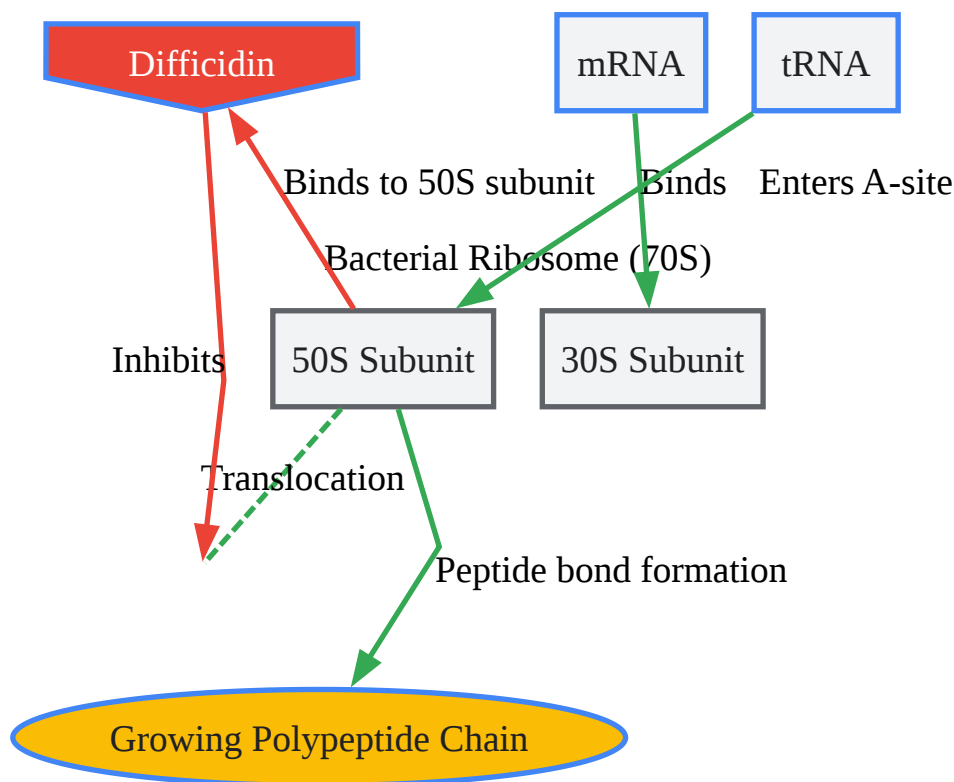 Difficidin
mRNA
tRNA
Binds to 50S subunit
Binds
Enters A-site
Bacterial Ribosome (70S)
Inhibits
50S Subunit
30S Subunit
Translocation
Peptide bond formation
Growing Polypeptide Chain